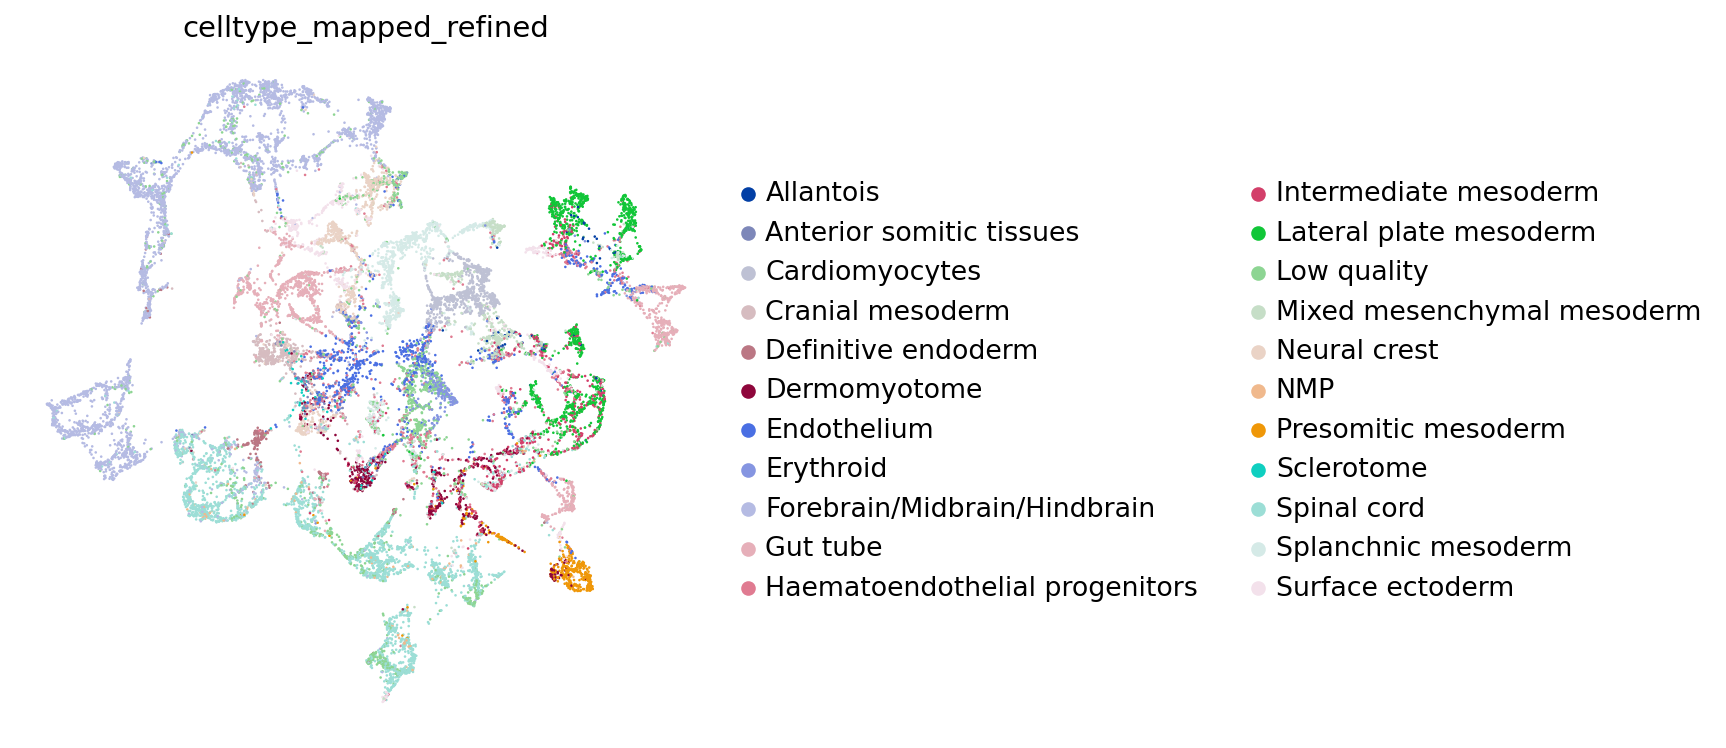 celltype_mapped_refined
Allantois
Anterior somitic tissues
Cardiomyocytes
Cranial mesoderm
Definitive endoderm
Dermomyotome
Endothelium
Erythroid
Forebrain/Midbrain/Hindbrain
Gut tube
Haematoendothelial progenitors
Intermediate mesoderm
Lateral plate mesoderm
Low quality
Mixed mesenchymal mesoderm
Neural crest
NMP
Presomitic mesoderm
Sclerotome
Spinal cord
Splanchnic mesoderm
Surface ectoderm